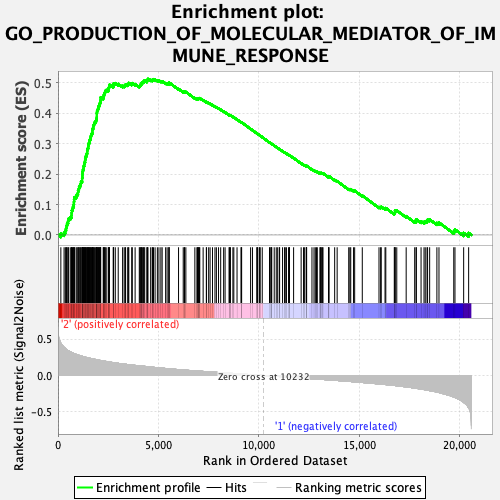 Enrichment plot:
GO_PRODUCTION_OF_MOLECULAR_MEDIATOR_OF_IM
MUNE_RESPONSE
Enrichment score (ES)
0.5
0.4
0.3
0.2
0.1
0.0
Ranked list metric (Signal2Noise)
'2' (positively correlated)
0.5
0.0
-0.5
Zero cross at 10232
'1' (negatively correlated)
0 5,000 10,000 15,000 20,000
Rank in Ordered Dataset
Enrichment profile Hits Ranking metric scores